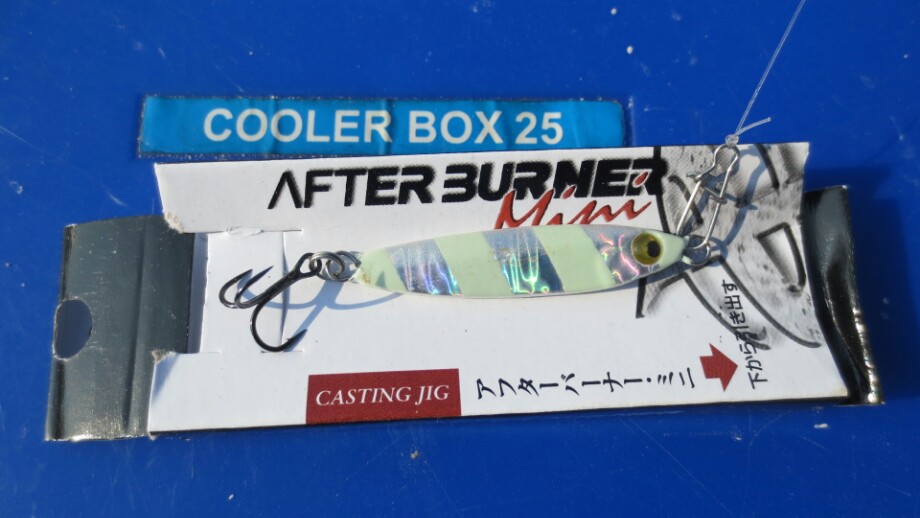 COOLER BOX 25
AFTER BURNER
Mini
CASTING JIG
アフターバーナー・ミニ
下から引き出す